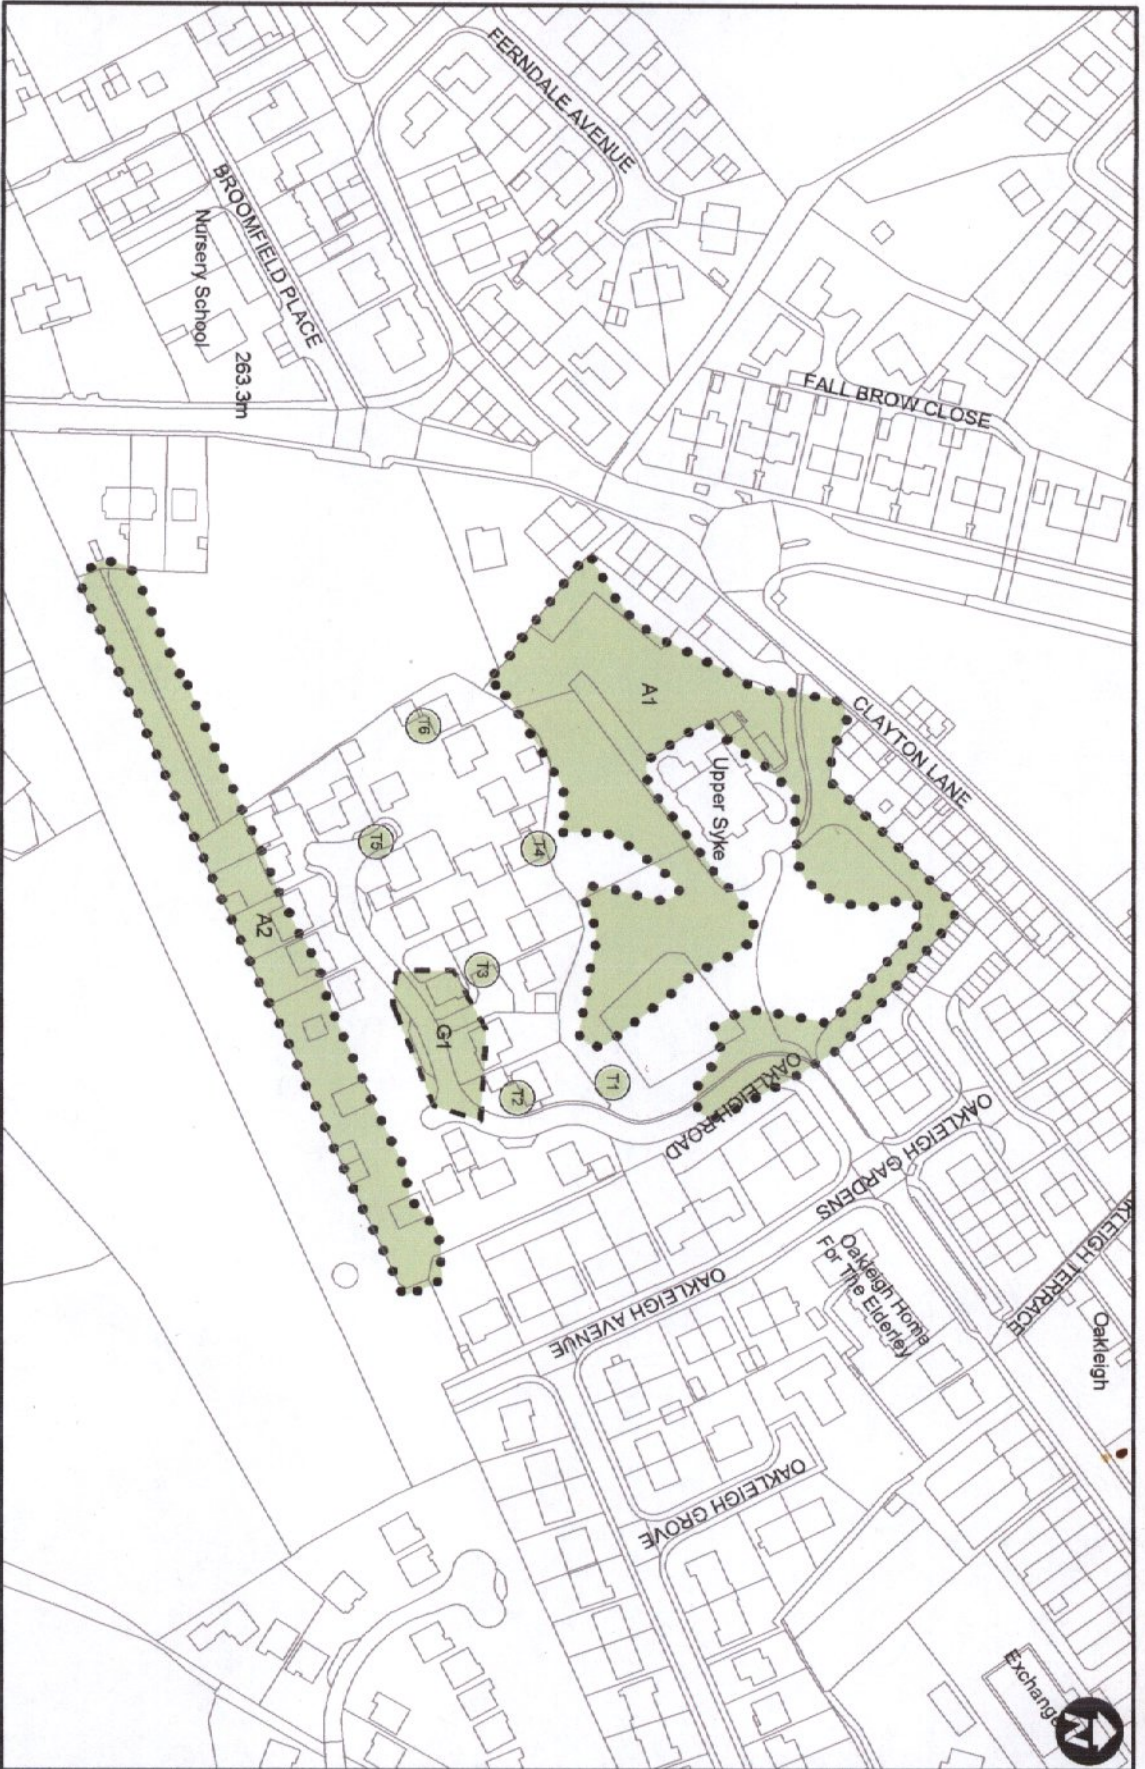 FERNDALE AVENUE
BROOMFIELD PLACE
Nursery School
263.3m
FALL BROW CLOSE
CLAYTON LANE
A1
Upper Syke
T6
T5
T4
T3
G1
T2
T1
A2
OAKLEIGH ROAD
OAKLEIGH GARDENS
OAKLEIGH AVENUE
Oakleigh Home
For The Elderley
KLEIGH TERRACE
Oakleigh
OAKLEIGH GROVE
Exchange
N